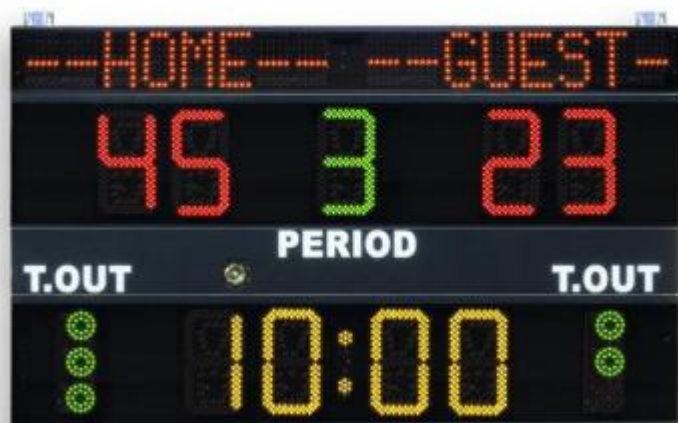 --HOME-- --GUEST-
45 3 23
PERIOD
T.OUT T.OUT
10:00